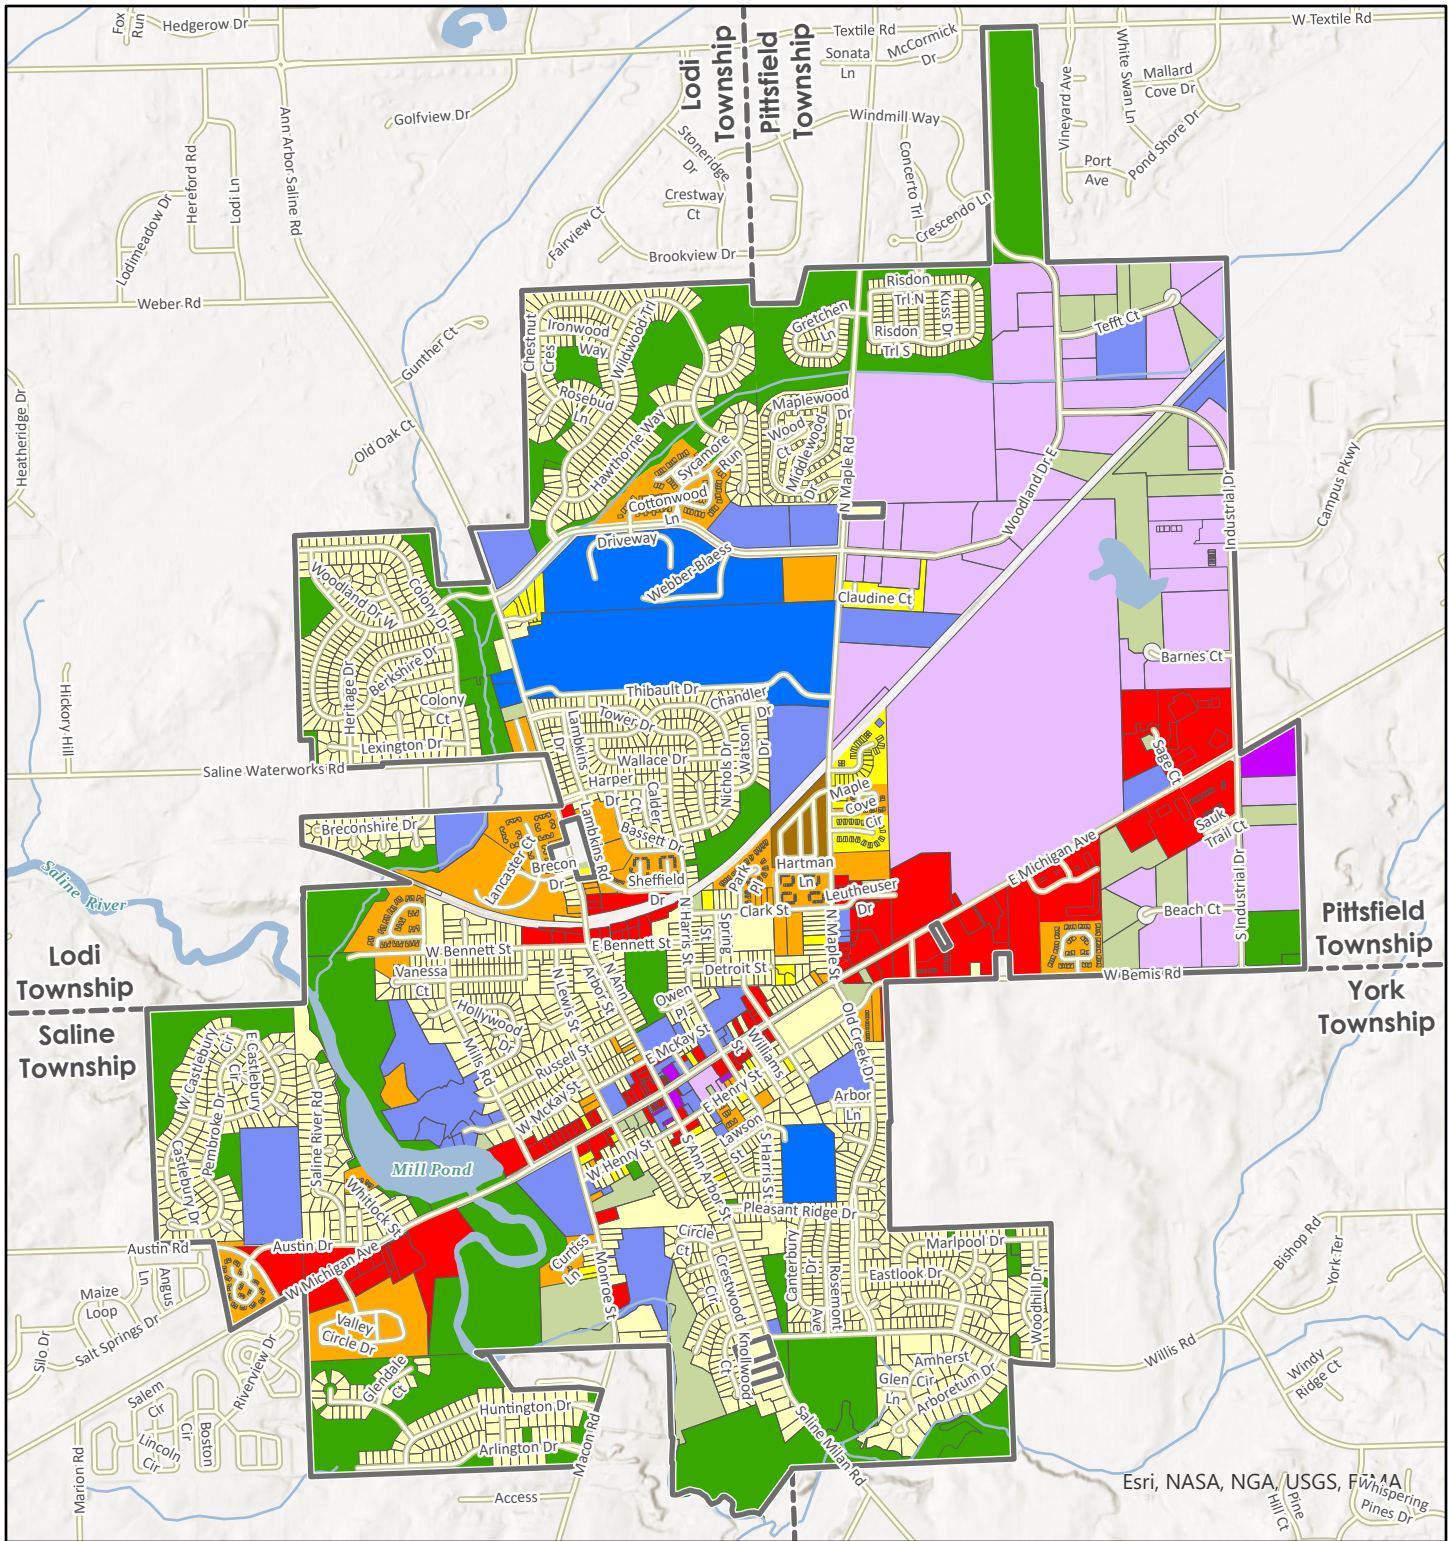 Fox
Run
Hedgerow Dr
W Textile Rd
Textile Rd
Sonata
Ln
McCormick
Dr
Lodi
Township
Pittsfield
Township
White Swan Ln
Vineyard Ave
Mallard
Cove Dr
Pond Shore Dr
Port
Ave
Golfview Dr
Ann Arbor Saline Rd
Hereford Rd
Lodi Ln
Lodimeadow Dr
Stoneridge
Dr
Crestway
Ct
Windmill Way
Concerto Trl
Crescendo Ln
Fairview Ct
Brookview Dr
Weber Rd
Gunther Ct
Old Oak Ct
Heatheridge Dr
Chestnut
Cres
Ironwood
Way
Wildwood Trl
Rosebud
Ln
Hawthorne Way
Gretchen
Ln
Risdon
Trl N
Kuss Dr
Risdon
Trl S
Tefft Ct
Maplewood
Dr
Wood
Ct
Middlewood
Dr
N Maple Rd
Sycamore
Run
Cottonwood
Ln
Woodland Dr E
Industrial Dr
Campus Pkwy
Driveway
Webber-Blaess
Claudine Ct
Woodland Dr W
Colony Dr
Berkshire Dr
Heritage Dr
Colony
Ct
Lexington Dr
Barnes Ct
Hickory Hill
Saline Waterworks Rd
Thibault Dr
Chandler
Dr
Tower Dr
Lambkins
Dr
Wallace Dr
Harper
Dr
Calder
Ct
Nichols Dr
Watson
Dr
Bassett Dr
Sage Ct
Sauk
Trail Ct
Maple
Cove
Cir
Breconshire Dr
Lancaster Ct
Brecon
Dr
Lambkins Rd
Sheffield
Dr
Park
Pl
Hartman
Ln
Leutheuser
Dr
E Michigan Ave
S Industrial Dr
Beach Ct
Saline River
Clark St
N Harris St
Spring
St
N Maple St
E Bennett St
W Bennett St
Detroit St
W Bemis Rd
Pittsfield
Township
York
Township
Lodi
Township
Saline
Township
Vanessa
Ct
N Lewis St
N Ann
Arbor St
Owen
Pl
Hollywood
Dr
Mills Rd
Russell St
E McKay St
Williams
St
Old Creek Dr
W McKay St
E Henry St
Arbor
Ln
W Castlebury
Cir
E Castlebury
Cir
Pembroke Dr
Castlebury Dr
Saline River Rd
Mill Pond
Whitlock St
W Henry St
Lawson
St
S Harris St
S Ann Arbor St
Pleasant Ridge Dr
Austin Rd
Austin Dr
W Michigan Ave
Angus
Ln
Maize
Loop
Salt Springs Dr
Silo Dr
Curtiss
Ln
Monroe St
Circle
Ct
Crestwood
Cir
Canterbury
Dr
Rosemont
Ave
Marlpool Dr
Eastlook Dr
Woodhill Dr
Bishop Rd
York Ter
Valley
Circle Dr
Riverview Dr
Glendale
Ct
Knollwood
Ct
Amherst
Cir
Glen
Ln
Arboretum Dr
Willis Rd
Windy
Ridge Ct
Salem
Cir
Lincoln
Cir
Boston
Cir
Marion Rd
Huntington Dr
Arlington Dr
Macon Rd
Saline Milan Rd
Access
Esri, NASA, NGA, USGS, FEMA
Whispering
Pines Dr
Pine
Hill Ct